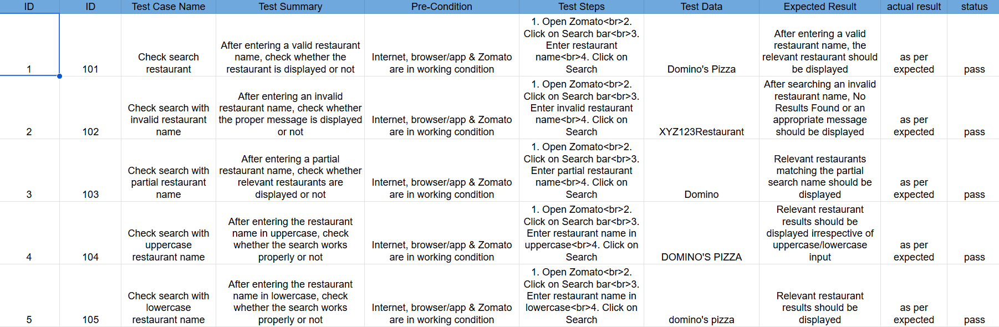 ID ID Test Case Name Test Summary Pre-Condition Test Steps Test Data Expected Result actual result status
1
101
Check search
restaurant
After entering a valid restaurant
name, check whether the
restaurant is displayed or not
Internet, browser/app & Zomato
are in working condition
1. Open Zomato<br>2.
Click on Search bar<br>3.
Enter restaurant
name<br>4. Click on
Search
Domino's Pizza
After entering a valid
restaurant name, the
relevant restaurant should
be displayed
as per
expected
pass
2
102
Check search with
invalid restaurant
name
After entering an invalid
restaurant name, check whether
the proper message is displayed
or not
Internet, browser/app & Zomato
are in working condition
1. Open Zomato<br>2.
Click on Search bar<br>3.
Enter invalid restaurant
name<br>4. Click on
Search
XYZ123Restaurant
After searching an invalid
restaurant name, No
Results Found or an
appropriate message
should be displayed
as per
expected
pass
3
103
Check search with
partial restaurant
name
After entering a partial
restaurant name, check whether
relevant restaurants are
displayed or not
Internet, browser/app & Zomato
are in working condition
1. Open Zomato<br>2.
Click on Search bar<br>3.
Enter partial restaurant
name<br>4. Click on
Search
Domino
Relevant restaurants
matching the partial
search name should be
displayed
as per
expected
pass
4
104
Check search with
uppercase
restaurant name
After entering the restaurant
name in uppercase, check
whether the search works
properly or not
Internet, browser/app & Zomato
are in working condition
1. Open Zomato<br>2.
Click on Search bar<br>3.
Enter restaurant name in
uppercase<br>4. Click on
Search
DOMINO'S PIZZA
Relevant restaurant
results should be
displayed irrespective of
uppercase/lowercase
input
as per
expected
pass
5
105
Check search with
lowercase
restaurant name
After entering the restaurant
name in lowercase, check
whether the search works
properly or not
Internet, browser/app & Zomato
are in working condition
1. Open Zomato<br>2.
Click on Search bar<br>3.
Enter restaurant name in
lowercase<br>4. Click on
Search
domino's pizza
Relevant restaurant
results should be
displayed
as per
expected
pass